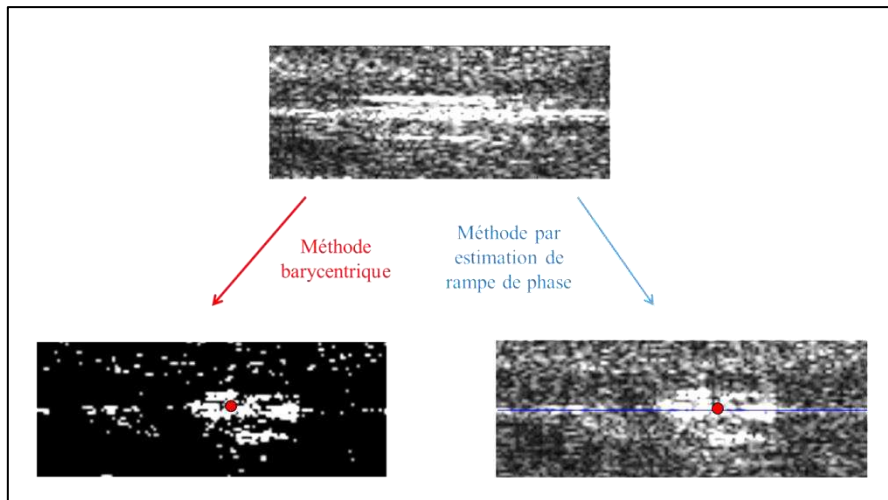 Méthode
barycentrique
Méthode par
estimation de
rampe de phase